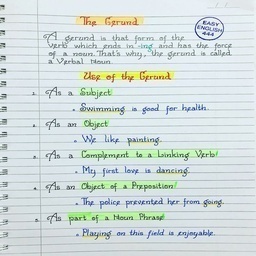 The Gerund
EASY
ENGLISH
444
A gerund is that form of the
verb which ends in -ing and has the force
of a noun. That's why, the gerund is called
a Verbal Noun
Use of the Gerund
1. As a Subject
• Swimming is good for health.
2. As an Object
• We like painting.
3. As a Complement to a Linking Verb
• My first love is dancing.
4. As an Object of a Preposition
• The police prevented her from going.
5. As part of a Noun Phrase
• Playing on this field is enjoyable.